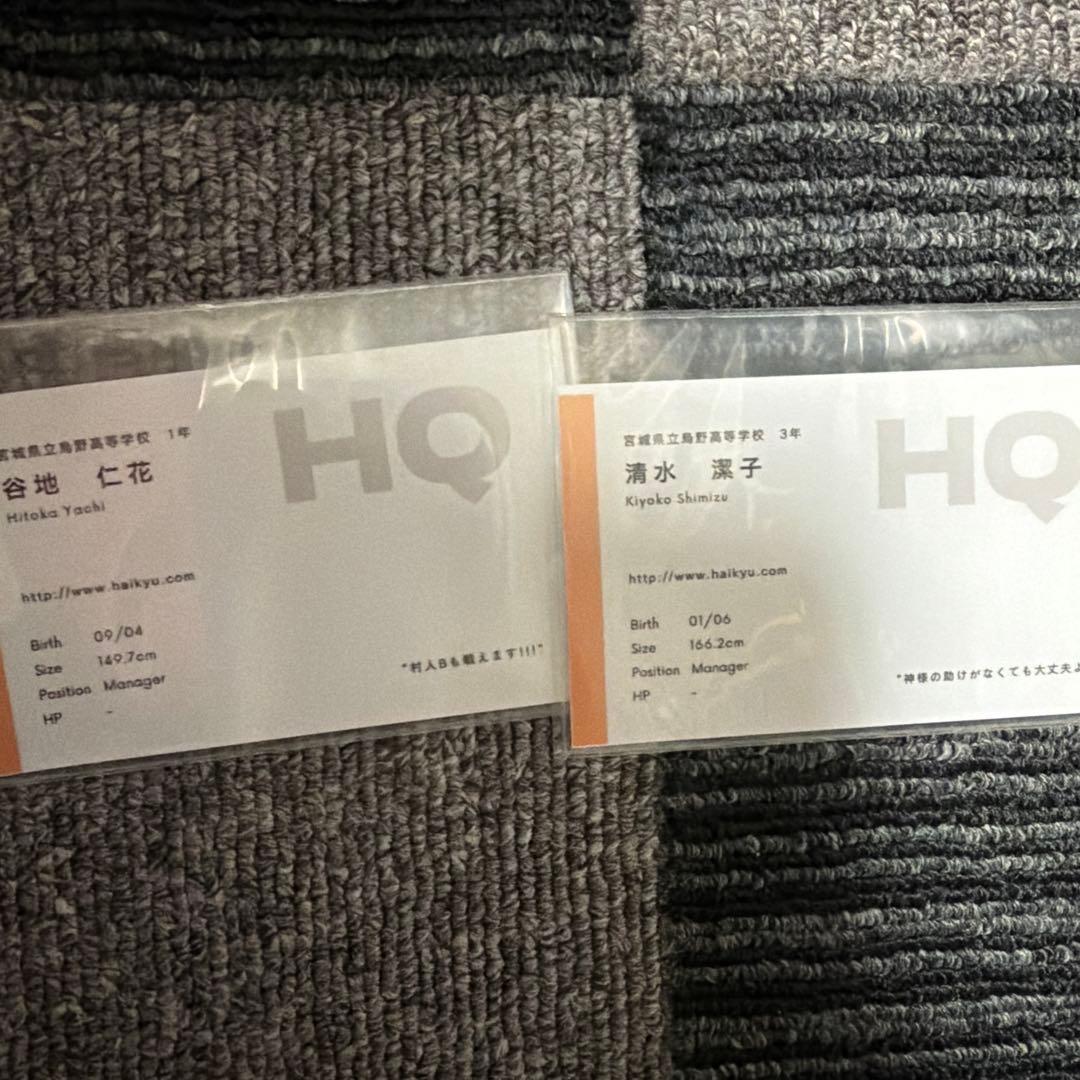 宮城県立烏野高等学校 1年
谷地 仁花
Hitoka Yachi
HQ
http://www.haikyu.com
Birth 09/04
Size 149.7cm
Position Manager
HP -
"村人Bも戦えます!!!"
宮城県立烏野高等学校 3年
清水 潔子
Kiyoko Shimizu
HQ
http://www.haikyu.com
Birth 01/06
Size 166.2cm
Position Manager
HP -
"神様の助けがなくても大丈夫よ